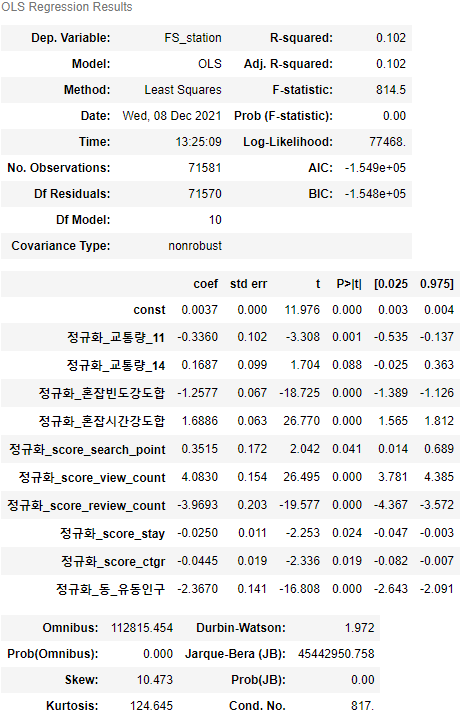 OLS Regression Results
Dep. Variable: FS_station R-squared: 0.102
Model: OLS Adj. R-squared: 0.102
Method: Least Squares F-statistic: 814.5
Date: Wed, 08 Dec 2021 Prob (F-statistic): 0.00
Time: 13:25:09 Log-Likelihood: 77468.
No. Observations: 71581 AIC: -1.549e+05
Df Residuals: 71570 BIC: -1.548e+05
Df Model: 10
Covariance Type: nonrobust
coef std err t P>|t| [0.025 0.975]
const 0.0037 0.000 11.976 0.000 0.003 0.004
정규화_교통량_11 -0.3360 0.102 -3.308 0.001 -0.535 -0.137
정규화_교통량_14 0.1687 0.099 1.704 0.088 -0.025 0.363
정규화_혼잡빈도강도합 -1.2577 0.067 -18.725 0.000 -1.389 -1.126
정규화_혼잡시간강도합 1.6886 0.063 26.770 0.000 1.565 1.812
정규화_score_search_point 0.3515 0.172 2.042 0.041 0.014 0.689
정규화_score_view_count 4.0830 0.154 26.495 0.000 3.781 4.385
정규화_score_review_count -3.9693 0.203 -19.577 0.000 -4.367 -3.572
정규화_score_stay -0.0250 0.011 -2.253 0.024 -0.047 -0.003
정규화_score_ctgr -0.0445 0.019 -2.336 0.019 -0.082 -0.007
정규화_동_유동인구 -2.3670 0.141 -16.808 0.000 -2.643 -2.091
Omnibus: 112815.454 Durbin-Watson: 1.972
Prob(Omnibus): 0.000 Jarque-Bera (JB): 45442950.758
Skew: 10.473 Prob(JB): 0.00
Kurtosis: 124.645 Cond. No. 817.